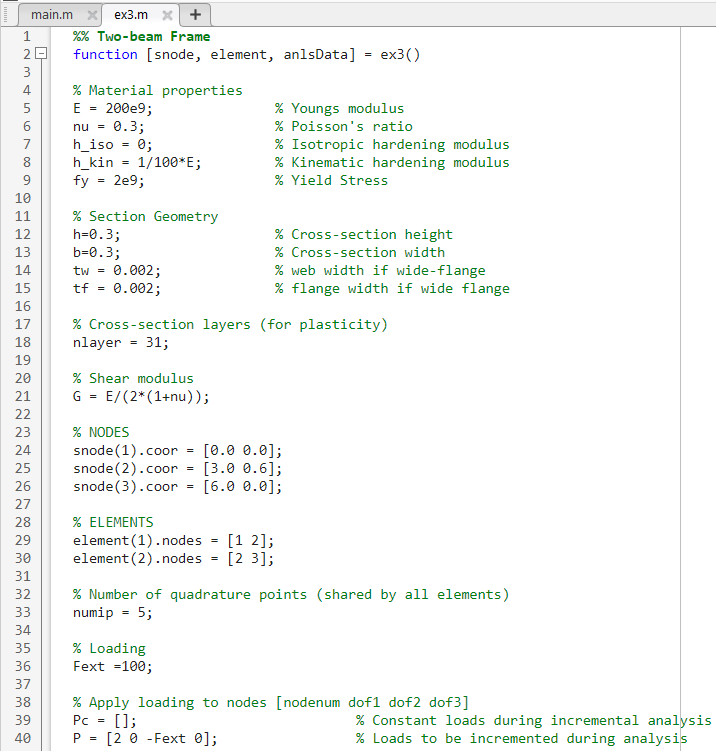 main.m × ex3.m × +
1 %% Two-beam Frame
2 function [snode, element, anlsData] = ex3()
3
4 % Material properties
5 E = 200e9; % Youngs modulus
6 nu = 0.3; % Poisson's ratio
7 h_iso = 0; % Isotropic hardening modulus
8 h_kin = 1/100*E; % Kinematic hardening modulus
9 fy = 2e9; % Yield Stress
10
11 % Section Geometry
12 h=0.3; % Cross-section height
13 b=0.3; % Cross-section width
14 tw = 0.002; % web width if wide-flange
15 tf = 0.002; % flange width if wide flange
16
17 % Cross-section layers (for plasticity)
18 nlayer = 31;
19
20 % Shear modulus
21 G = E/(2*(1+nu));
22
23 % NODES
24 snode(1).coor = [0.0 0.0];
25 snode(2).coor = [3.0 0.6];
26 snode(3).coor = [6.0 0.0];
27
28 % ELEMENTS
29 element(1).nodes = [1 2];
30 element(2).nodes = [2 3];
31
32 % Number of quadrature points (shared by all elements)
33 numip = 5;
34
35 % Loading
36 Fext =100;
37
38 % Apply loading to nodes [nodenum dof1 dof2 dof3]
39 Pc = []; % Constant loads during incremental analysis
40 P = [2 0 -Fext 0]; % Loads to be incremented during analysis